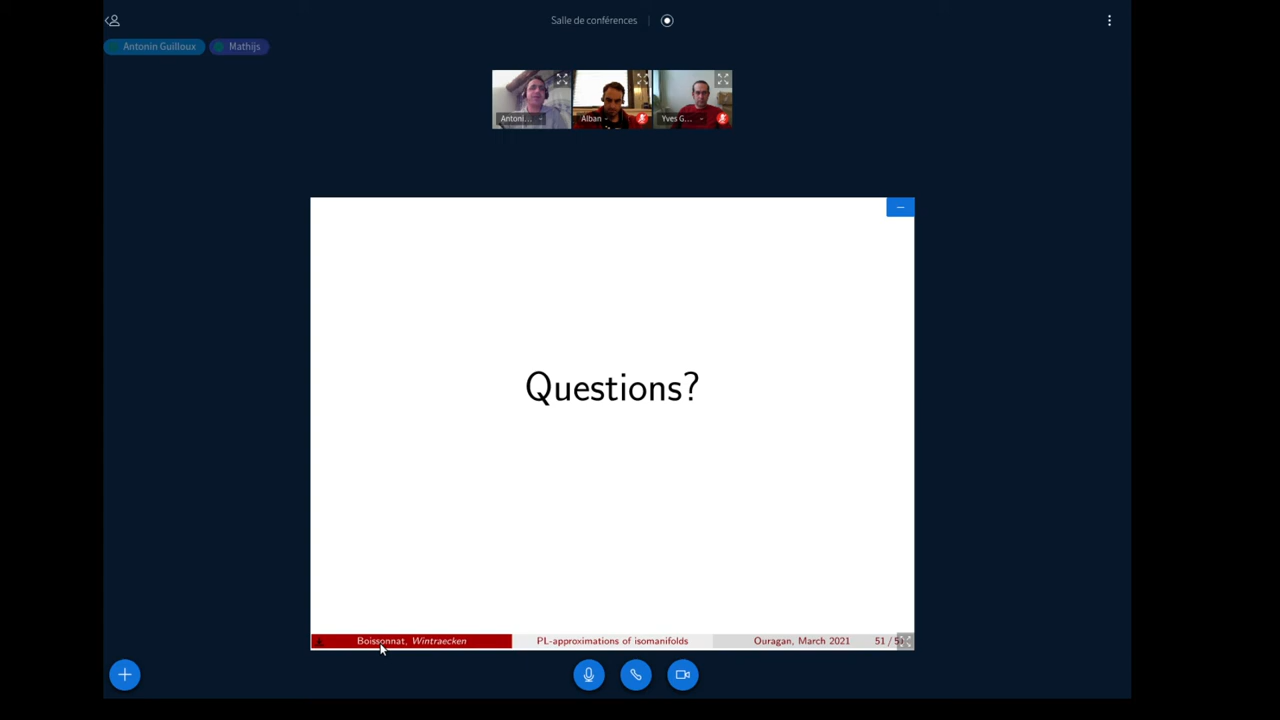 Salle de conférences
Antonin Guilloux
Mathijs
Antoni...
Alban
Yves G...
Questions?
Boissonnat, Wintraecken
PL-approximations of isomanifolds
Ouragan, March 2021
51 / 51